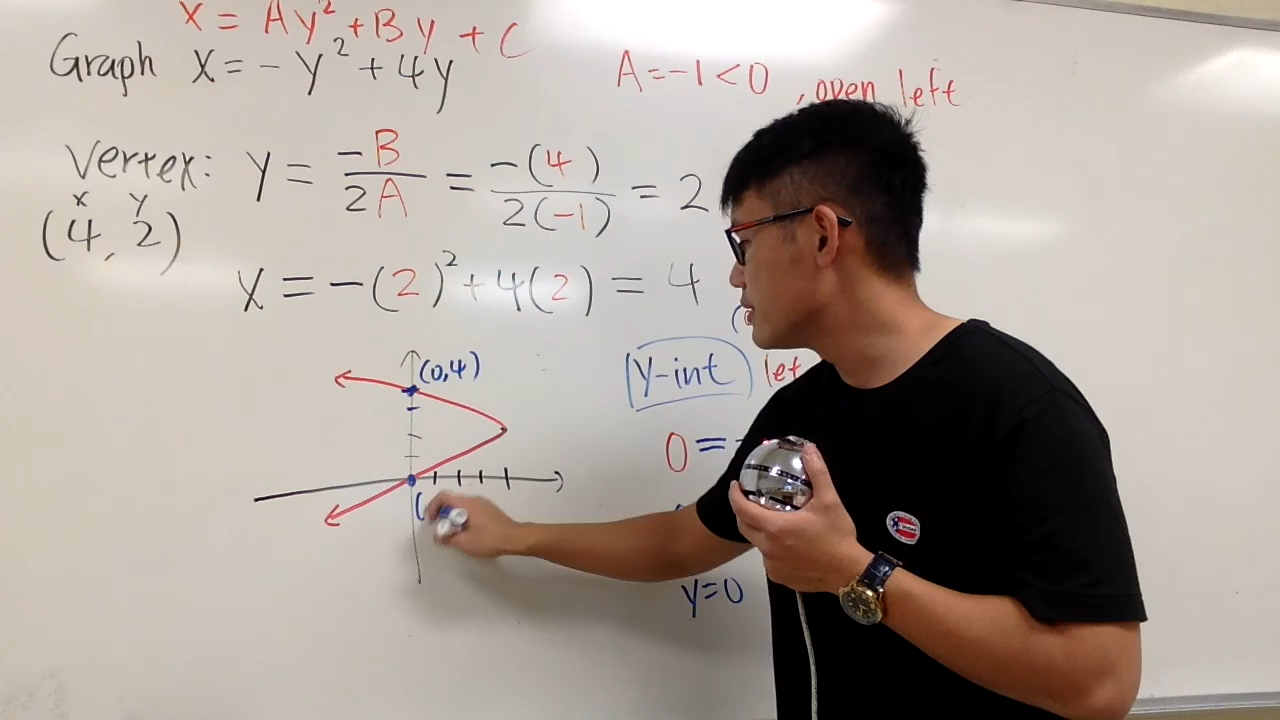 x = Ay² + By + C
Graph x = -y² + 4y
A = -1 < 0, open left
Vertex: y = -B/2A = -(4)/2(-1) = 2
x y
(4, 2)
x = -(2)² + 4(2) = 4
(0,4)
y-int let
0 =
y=0